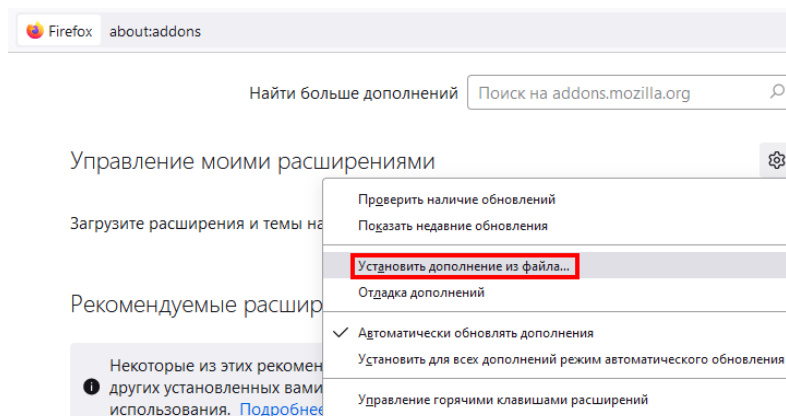 Firefox about:addons
Найти больше дополнений Поиск на addons.mozilla.org
Управление моими расширениями
Проверить наличие обновлений
Загрузите расширения и темы на
Показать недавние обновления
Установить дополнение из файла...
Отладка дополнений
Рекомендуемые расшир
Автоматически обновлять дополнения
Установить для всех дополнений режим автоматического обновления
Некоторые из этих рекомен
других установленных вами
использования. Подробнее
Управление горячими клавишами расширений